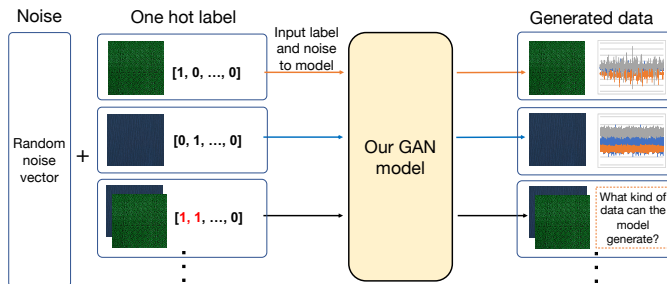 Noise
One hot label
Input label
and noise
to model
Generated data
Random
noise
vector
+
[1, 0, ..., 0]
[0, 1, ..., 0]
[1, 1, ..., 0]
Our GAN
model
What kind of
data can the
model
generate?